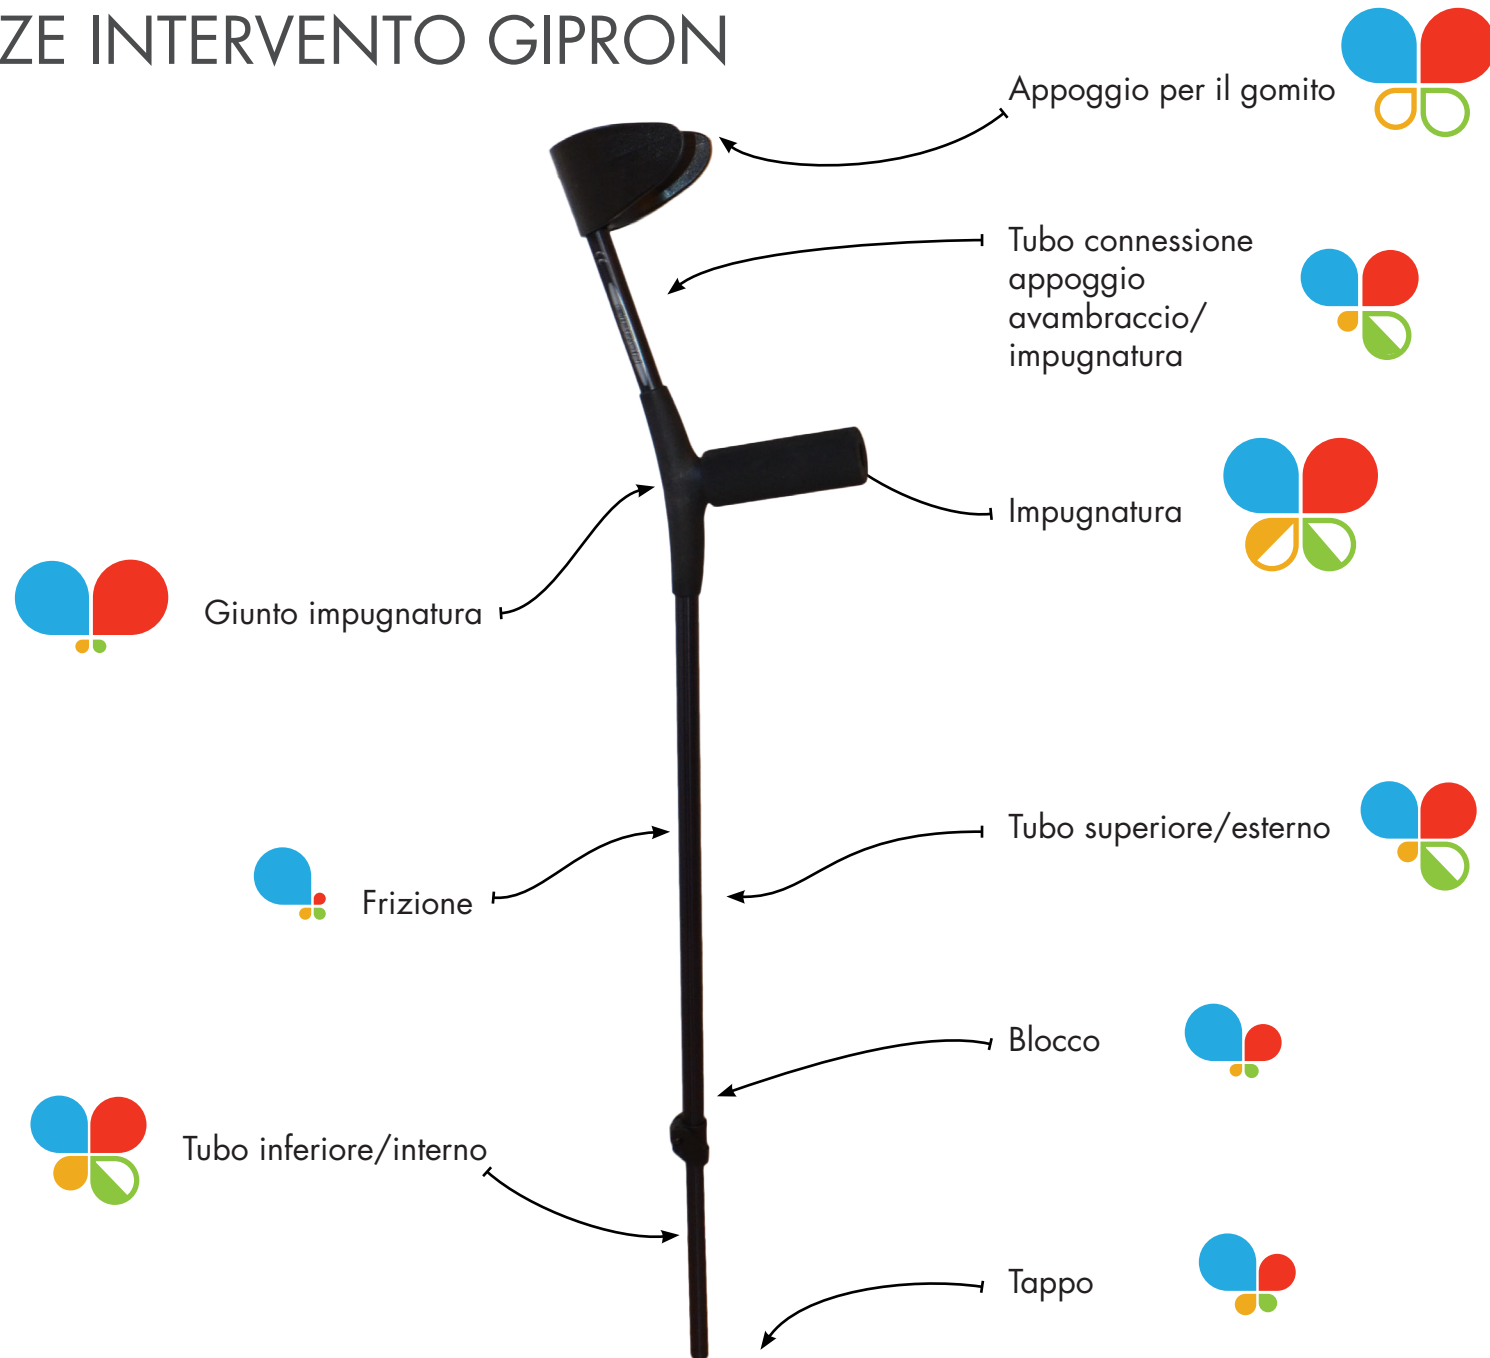 ZE INTERVENTO GIPRON
Appoggio per il gomito
Tubo connessione
appoggio
avambraccio/
impugnatura
Impugnatura
Giunto impugnatura
Tubo superiore/esterno
Frizione
Blocco
Tubo inferiore/interno
Tappo